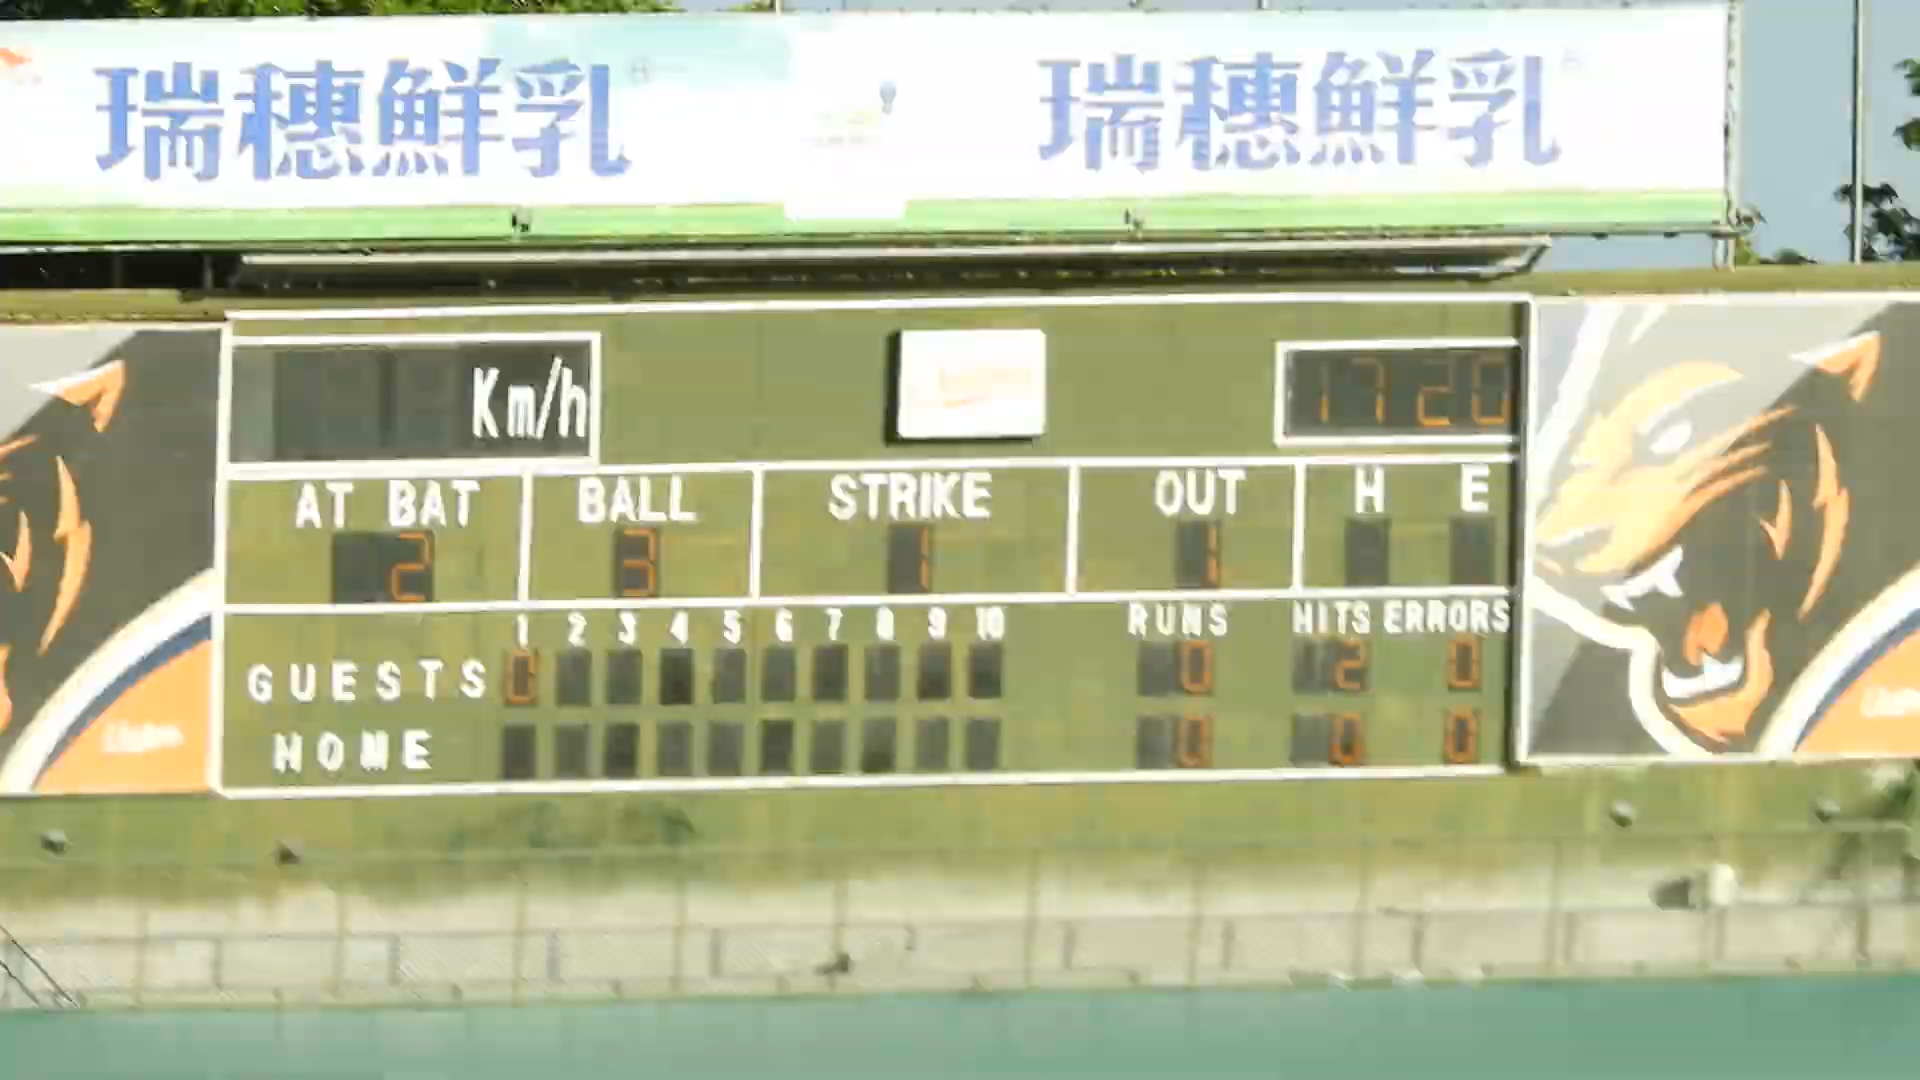 瑞穗鮮乳 瑞穗鮮乳
Km/h 17 20
AT BAT BALL STRIKE OUT H E
2 3 1 1
1 2 3 4 5 6 7 8 9 10 RUNS HITS ERRORS
GUESTS 0 0 2 0
HOME 0 0 0